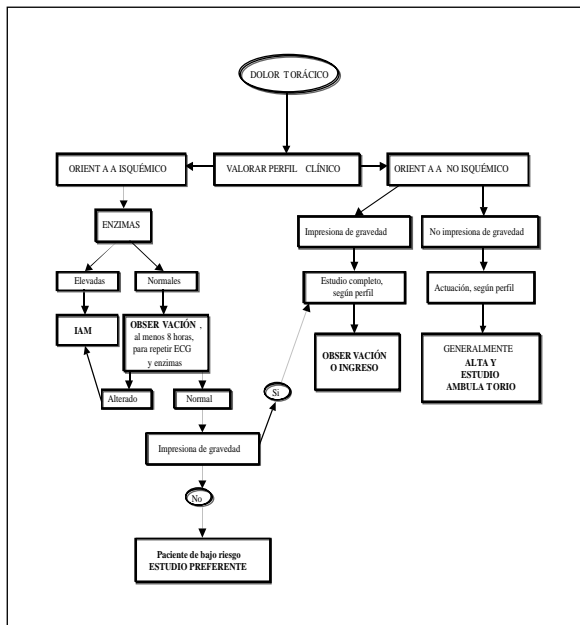 DOLOR TORÁCICO
ORIENT A A ISQUÉMICO
VALORAR PERFIL CLÍNICO
ORIENT A A NO ISQUÉMICO
ENZIMAS
Impresiona de gravedad
No impresiona de gravedad
Elevadas
Normales
Estudio completo,
según perfil
Actuación, según perfil
IAM
OBSER VACIÓN ,
al menos 8 horas,
para repetir ECG
y enzimas
OBSER VACIÓN
O INGRESO
GENERALMENTE
ALTA Y
ESTUDIO
AMBULA TORIO
Alterado
Normal
Si
Impresiona de gravedad
No
Paciente de bajo riesgo
ESTUDIO PREFERENTE